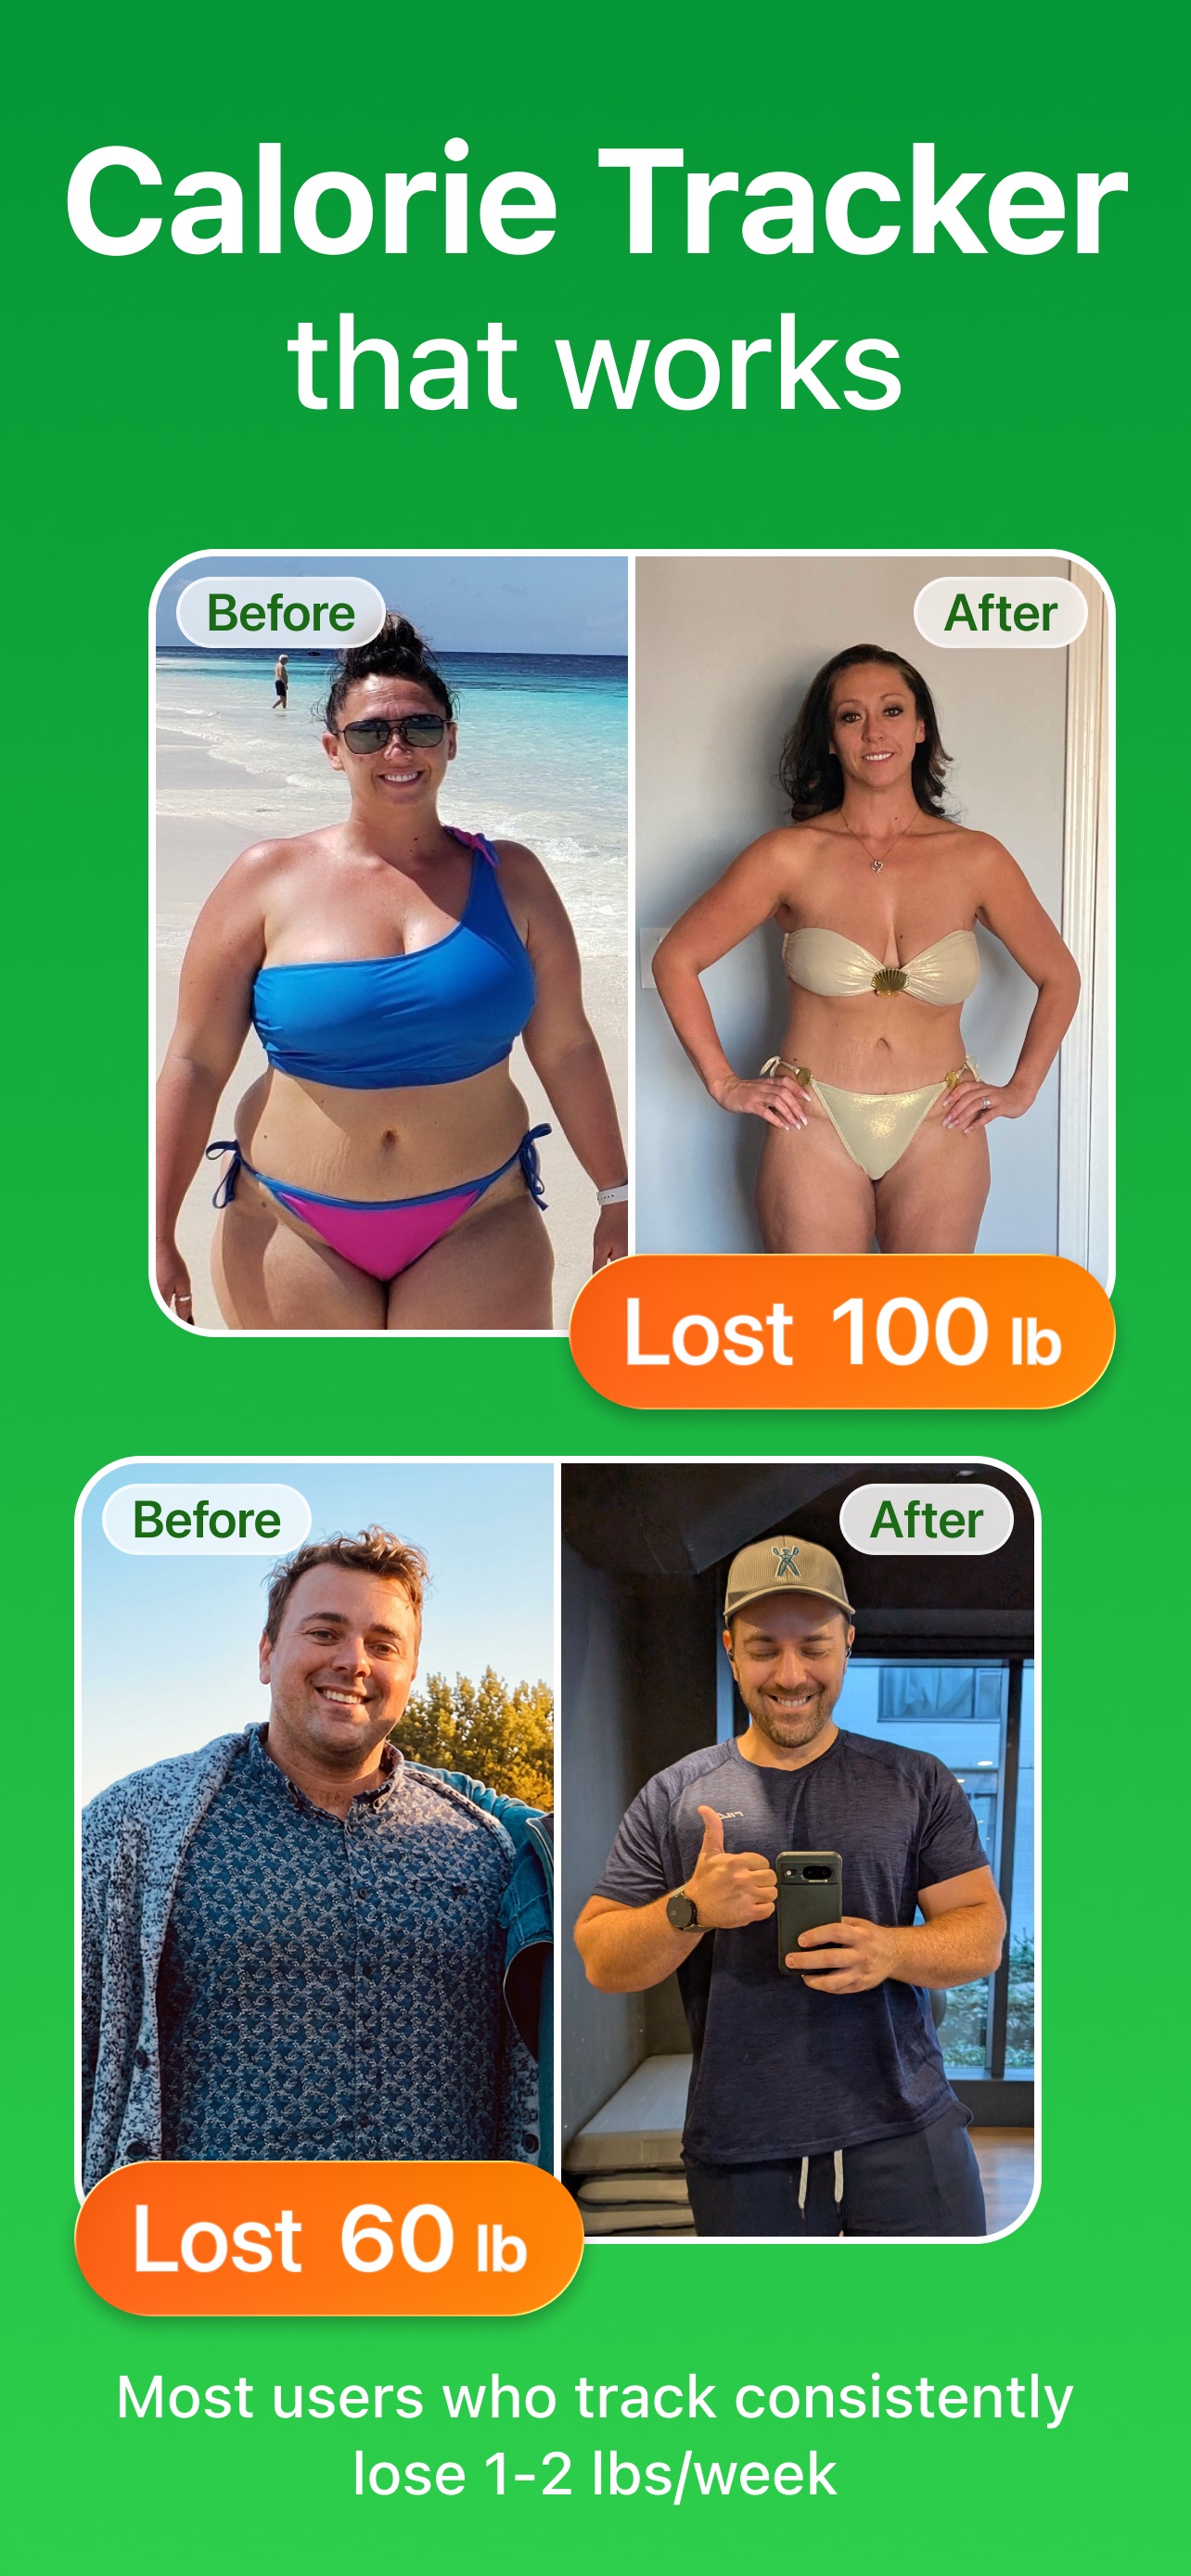 Calorie Tracker
that works
Before
After
Lost 100 lb
Before
After
Lost 60 lb
Most users who track consistently
lose 1-2 lbs/week